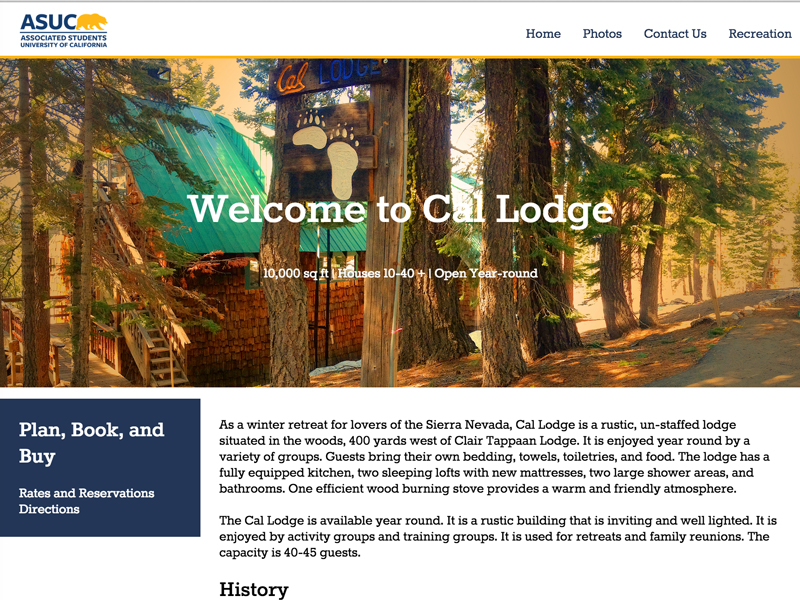 ASUC
ASSOCIATED STUDENTS
UNIVERSITY OF CALIFORNIA
Home Photos Contact Us Recreation
Cal LODGE
Welcome to Cal Lodge
10,000 sq ft | Houses 10-40 + | Open Year-round
Plan, Book, and
Buy
Rates and Reservations
Directions
As a winter retreat for lovers of the Sierra Nevada, Cal Lodge is a rustic, un-staffed lodge
situated in the woods, 400 yards west of Clair Tappaan Lodge. It is enjoyed year round by a
variety of groups. Guests bring their own bedding, towels, toiletries, and food. The lodge has a
fully equipped kitchen, two sleeping lofts with new mattresses, two large shower areas, and
bathrooms. One efficient wood burning stove provides a warm and friendly atmosphere.
The Cal Lodge is available year round. It is a rustic building that is inviting and well lighted. It is
enjoyed by activity groups and training groups. It is used for retreats and family reunions. The
capacity is 40-45 guests.
History